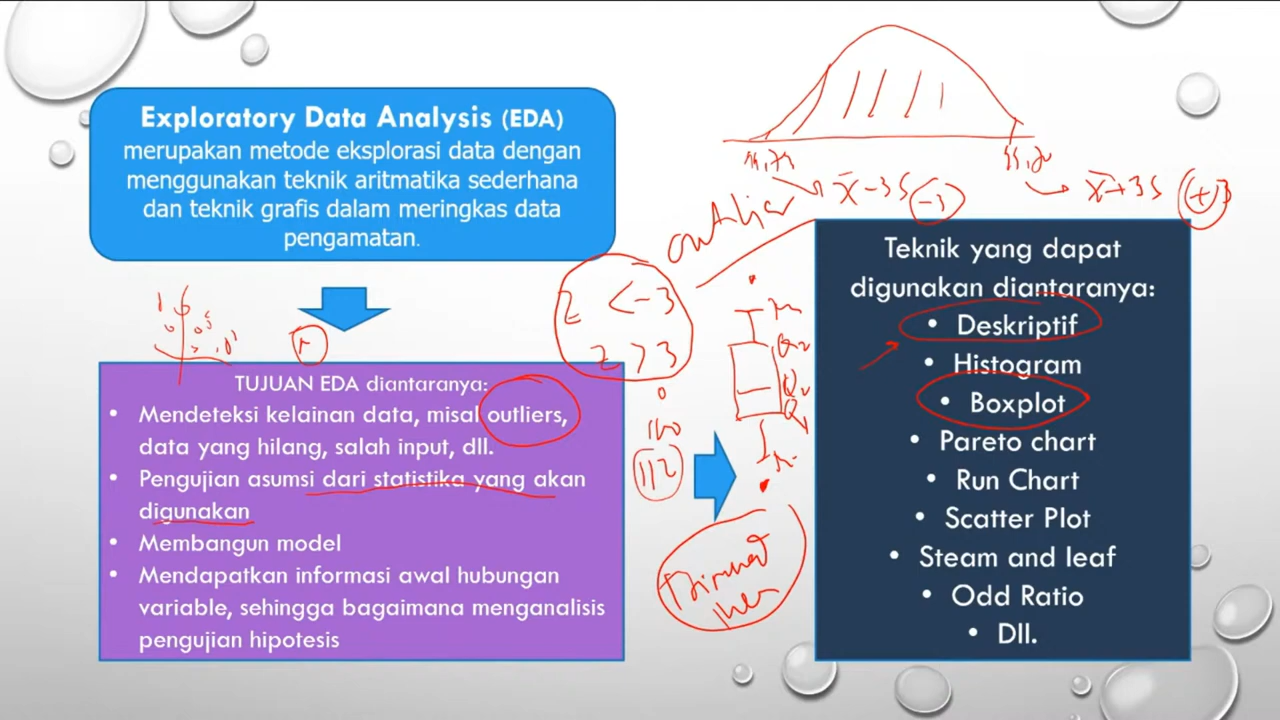 Exploratory Data Analysis (EDA)
merupakan metode eksplorasi data dengan
menggunakan teknik aritmatika sederhana
dan teknik grafis dalam meringkas data
pengamatan.
TUJUAN EDA diantaranya:
• Mendeteksi kelainan data, misal outliers,
data yang hilang, salah input, dll.
• Pengujian asumsi dari statistika yang akan
digunakan
• Membangun model
• Mendapatkan informasi awal hubungan
variable, sehingga bagaimana menganalisis
pengujian hipotesis
outlier
x̄-3S -3
x̄+3S (+)3
Z <-3
Z >3
112
Teknik yang dapat
digunakan diantaranya:
• Deskriptif
• Histogram
• Boxplot
• Pareto chart
• Run Chart
• Scatter Plot
• Steam and leaf
• Odd Ratio
• Dll.